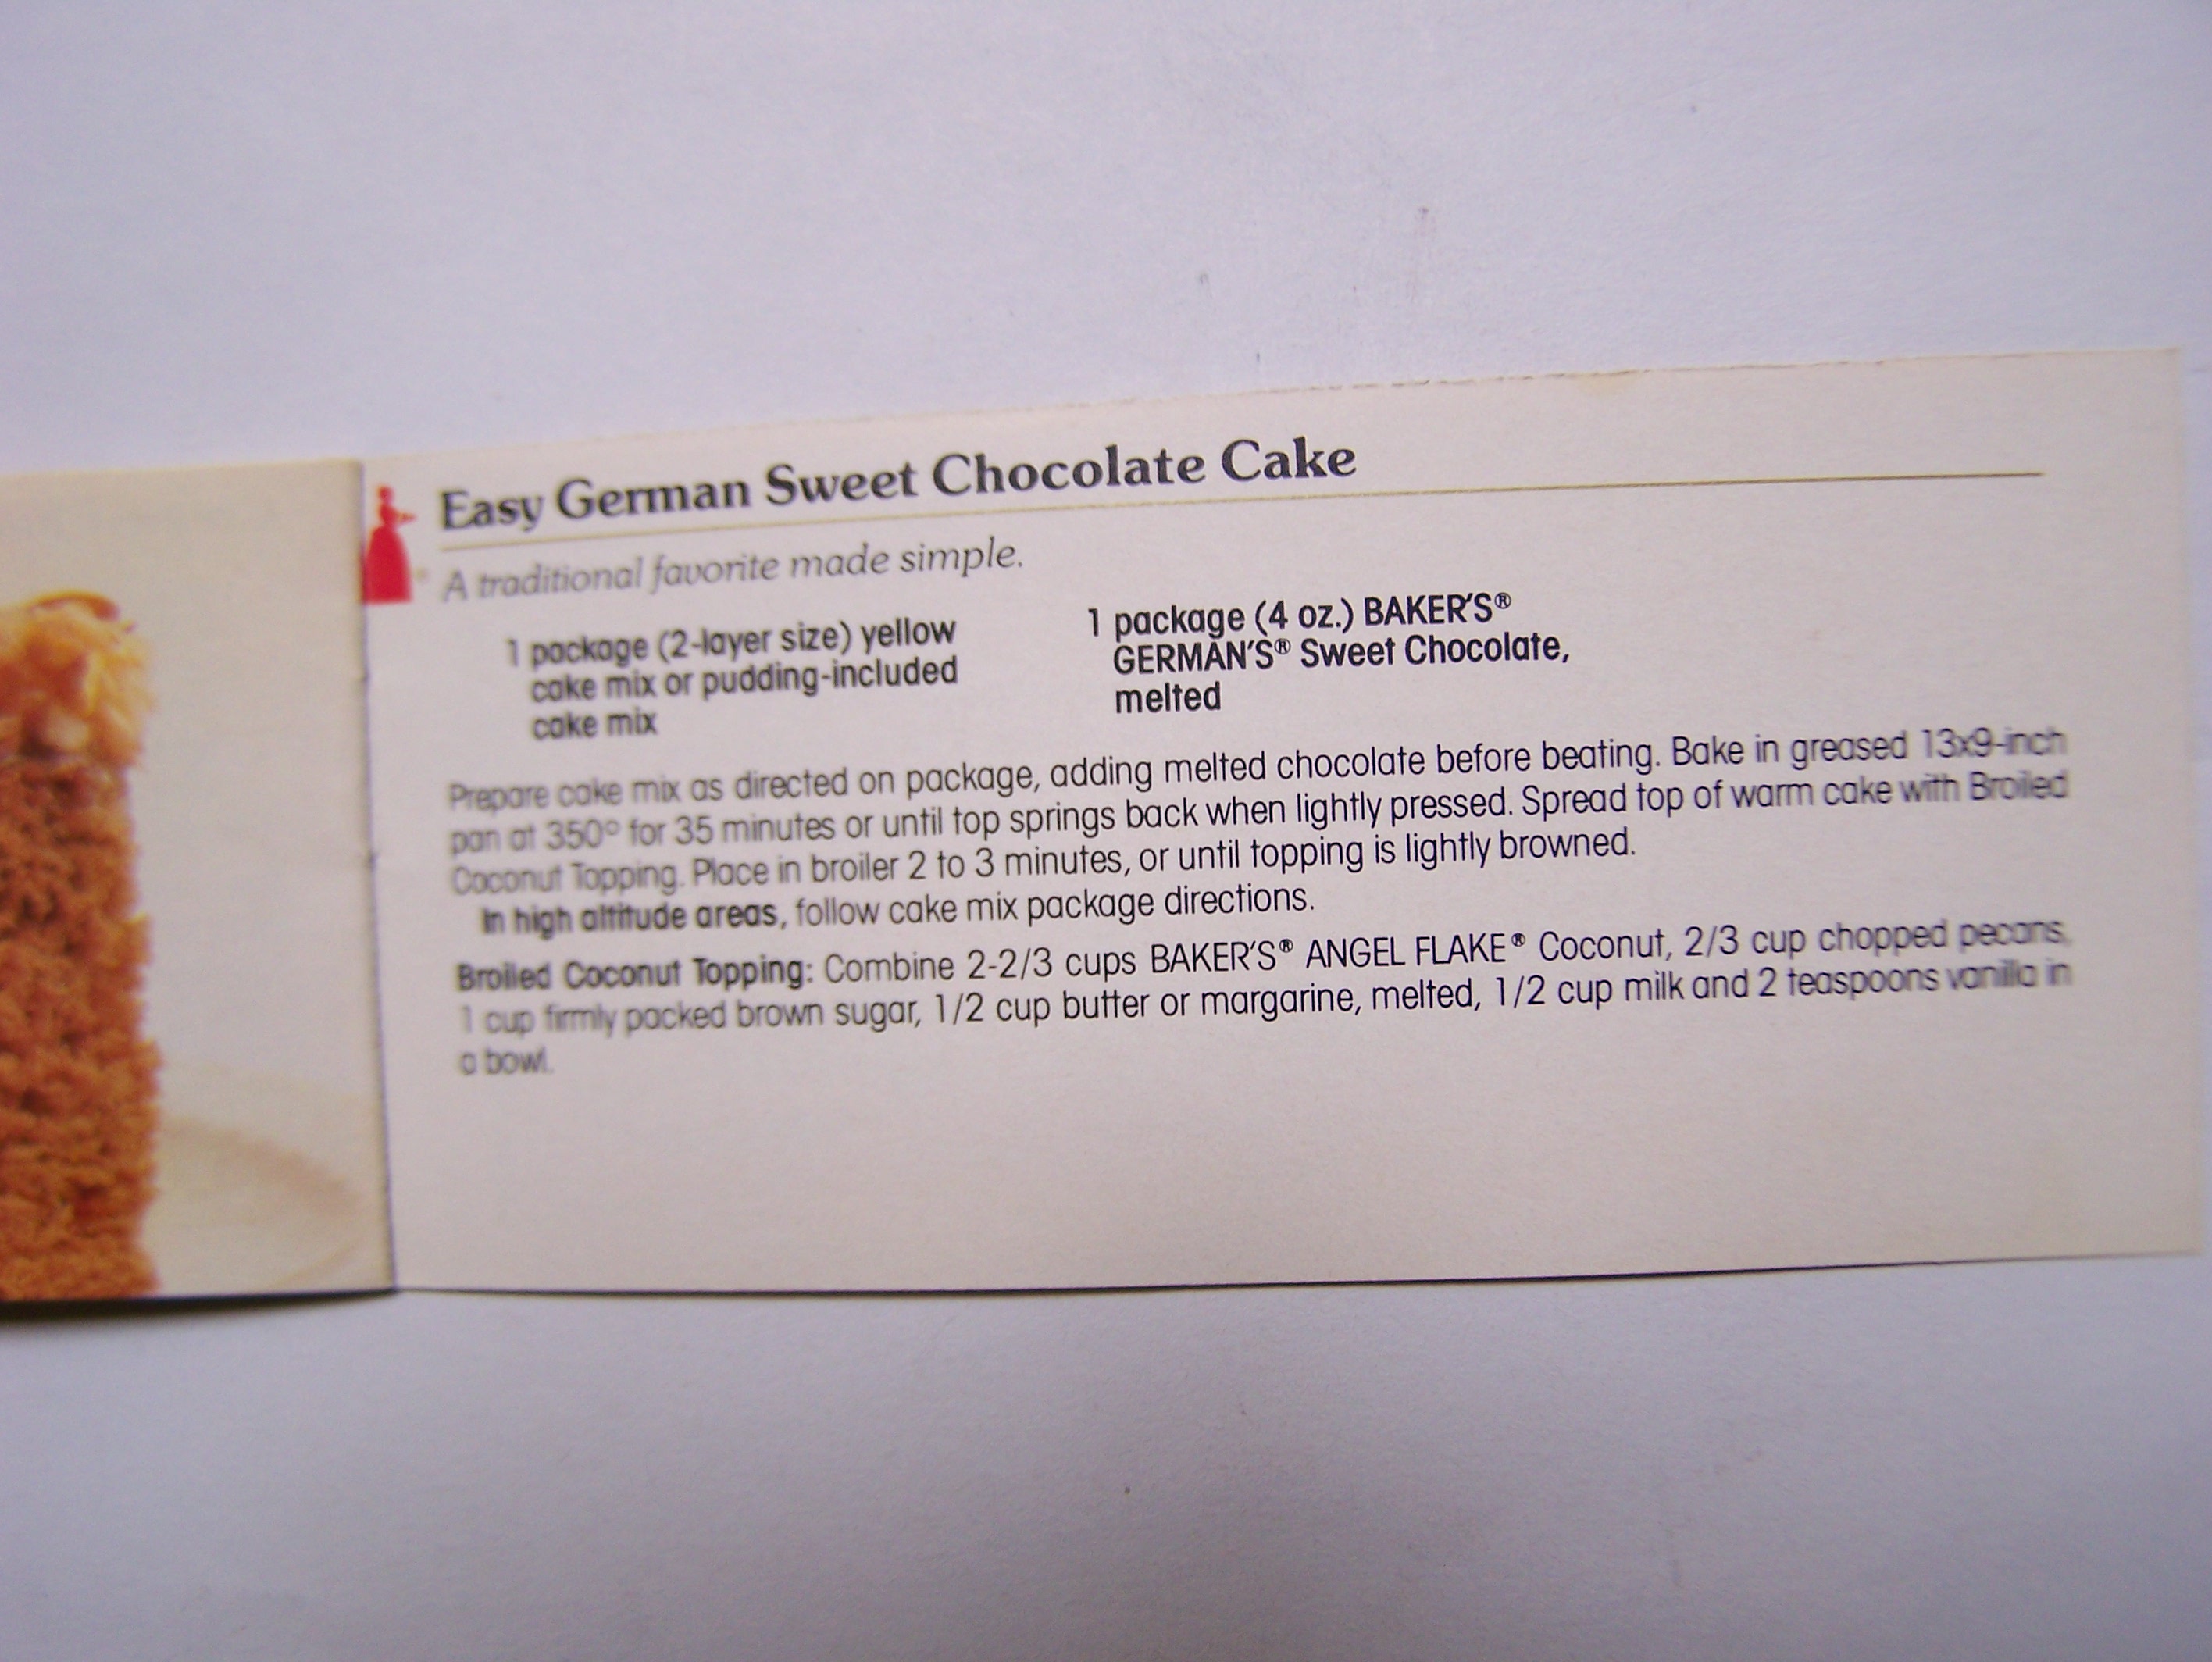 Easy German Sweet Chocolate Cake
A traditional favorite made simple.
1 package (2-layer size) yellow
cake mix or pudding-included
cake mix
1 package (4 oz.) BAKER'S®
GERMAN'S® Sweet Chocolate,
melted
Prepare cake mix as directed on package, adding melted chocolate before beating. Bake in greased 13x9-inch
pan at 350° for 35 minutes or until top springs back when lightly pressed. Spread top of warm cake with Broiled
Coconut Topping. Place in broiler 2 to 3 minutes, or until topping is lightly browned.
In high altitude areas, follow cake mix package directions.
Broiled Coconut Topping: Combine 2-2/3 cups BAKER'S® ANGEL FLAKE® Coconut, 2/3 cup chopped pecans,
1 cup firmly packed brown sugar, 1/2 cup butter or margarine, melted, 1/2 cup milk and 2 teaspoons vanilla in
a bowl.